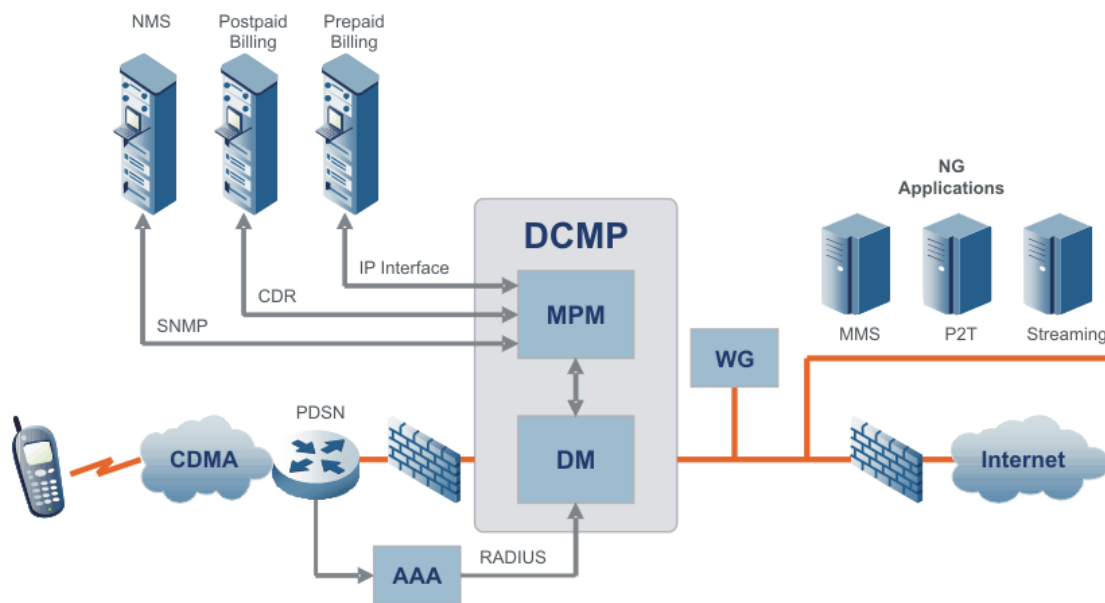 NMS
Postpaid
Billing
Prepaid
Billing
NG
Applications
DCMP
IP Interface
CDR
MPM
SNMP
MMS
P2T
Streaming
WG
PDSN
CDMA
DM
Internet
RADIUS
AAA